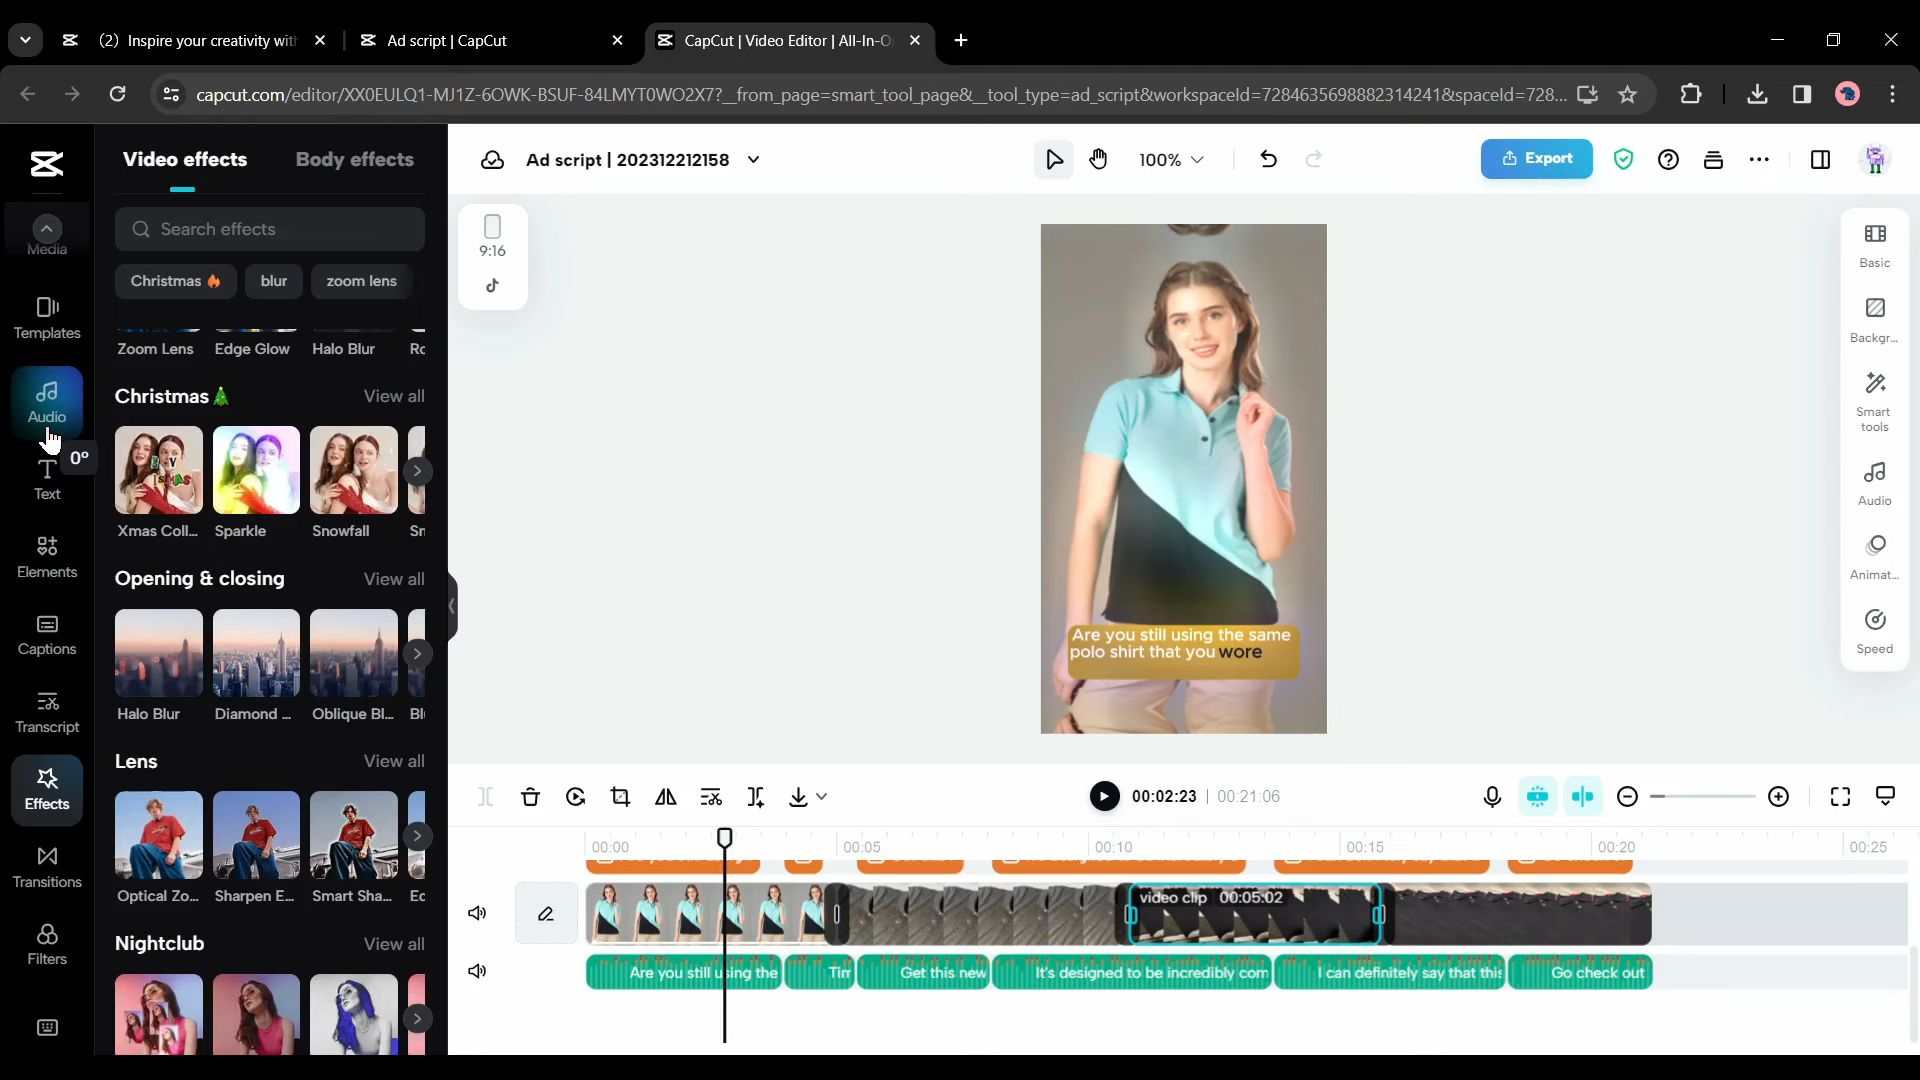 (2) Inspire your creativity with
Ad script | CapCut
CapCut | Video Editor | All-In-O
capcut.com/editor/XX0EULQ1-MJ1Z-6OWK-BSUF-84LMYT0WO2X7?__from_page=smart_tool_page&__tool_type=ad_script&workspaceId=7284635698882314241&spaceId=728...
Media
Templates
Audio
0°
Text
Elements
Captions
Transcript
Effects
Transitions
Filters
Video effects
Body effects
Search effects
Christmas
blur
zoom lens
Zoom Lens
Edge Glow
Halo Blur
Christmas
View all
Xmas Coll...
Sparkle
Snowfall
Sn
Opening & closing
View all
Halo Blur
Diamond ...
Oblique Bl...
Bl
Lens
View all
Optical Zo...
Sharpen E...
Smart Sha...
Nightclub
View all
Ad script | 202312212158
100%
Export
9:16
Are you still using the same
polo shirt that you wore
Basic
Backgr...
Smart
tools
Audio
Animat...
Speed
00:02:23 | 00:21:06
00:00
00:05
00:10
00:15
00:20
00:25
video clip 00:05:02
Are you still using the
Tim
Get this new
It's designed to be incredibly com
I can definitely say that this
Go check out